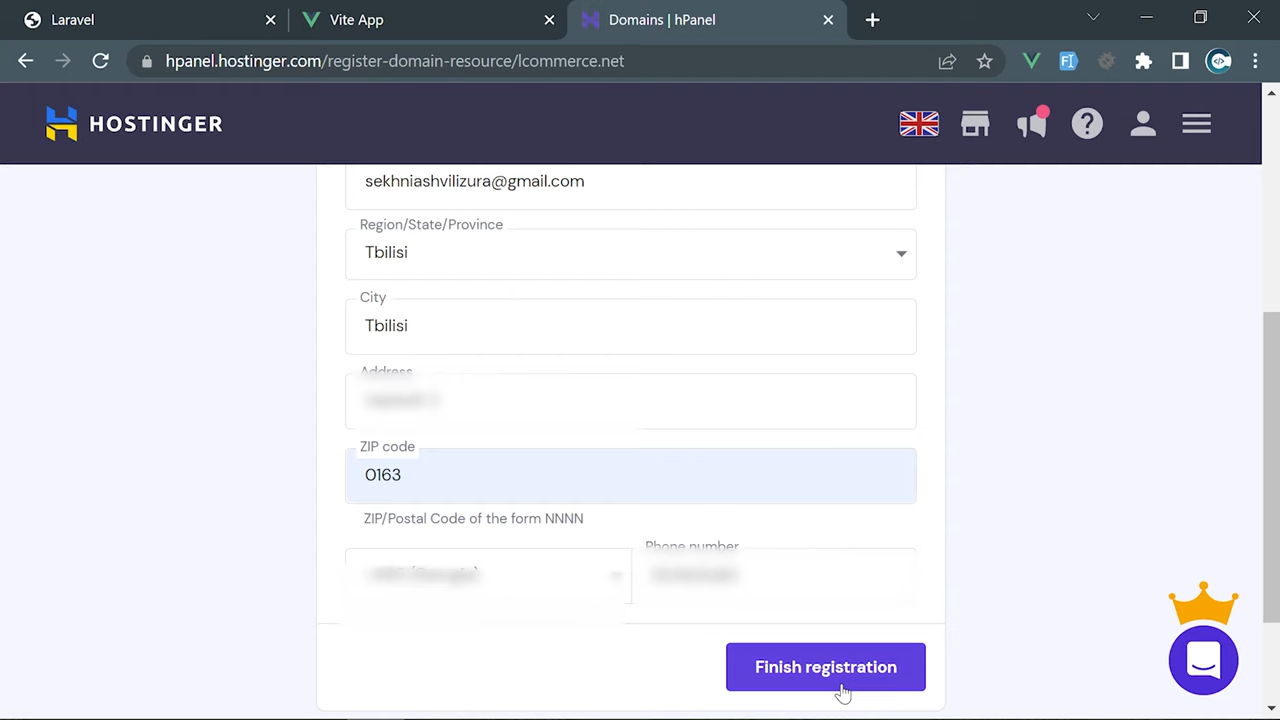 Laravel
Vite App
Domains | hPanel
hpanel.hostinger.com/register-domain-resource/lcommerce.net
HOSTINGER
sekhniashvilizura@gmail.com
Region/State/Province
Tbilisi
City
Tbilisi
Address
ZIP code
0163
ZIP/Postal Code of the form NNNN
Phone number
Finish registration